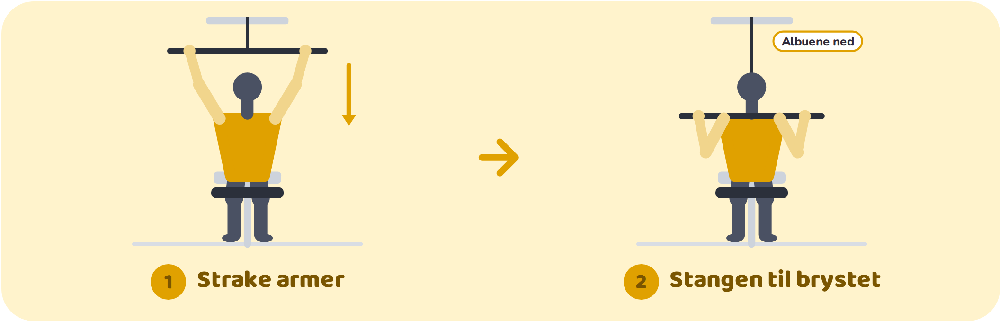 Albuene ned
1 Strake armer
2 Stangen til brystet